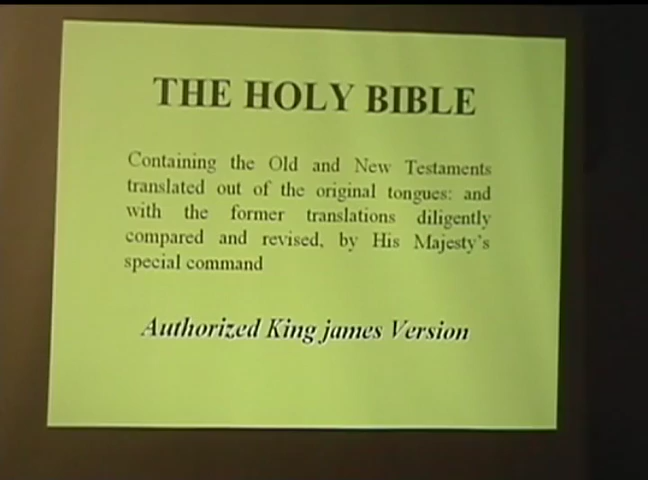 THE HOLY BIBLE
Containing the Old and New Testaments
translated out of the original tongues: and
with the former translations diligently
compared and revised, by His Majesty's
special command
Authorized King james Version